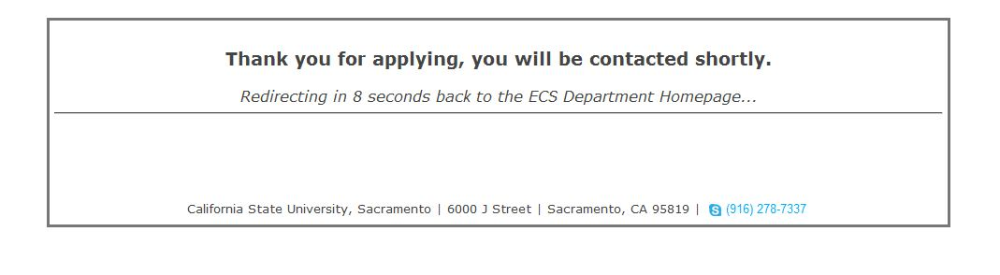 Thank you for applying, you will be contacted shortly.
Redirecting in 8 seconds back to the ECS Department Homepage...
California State University, Sacramento | 6000 J Street | Sacramento, CA 95819 | (916) 278-7337